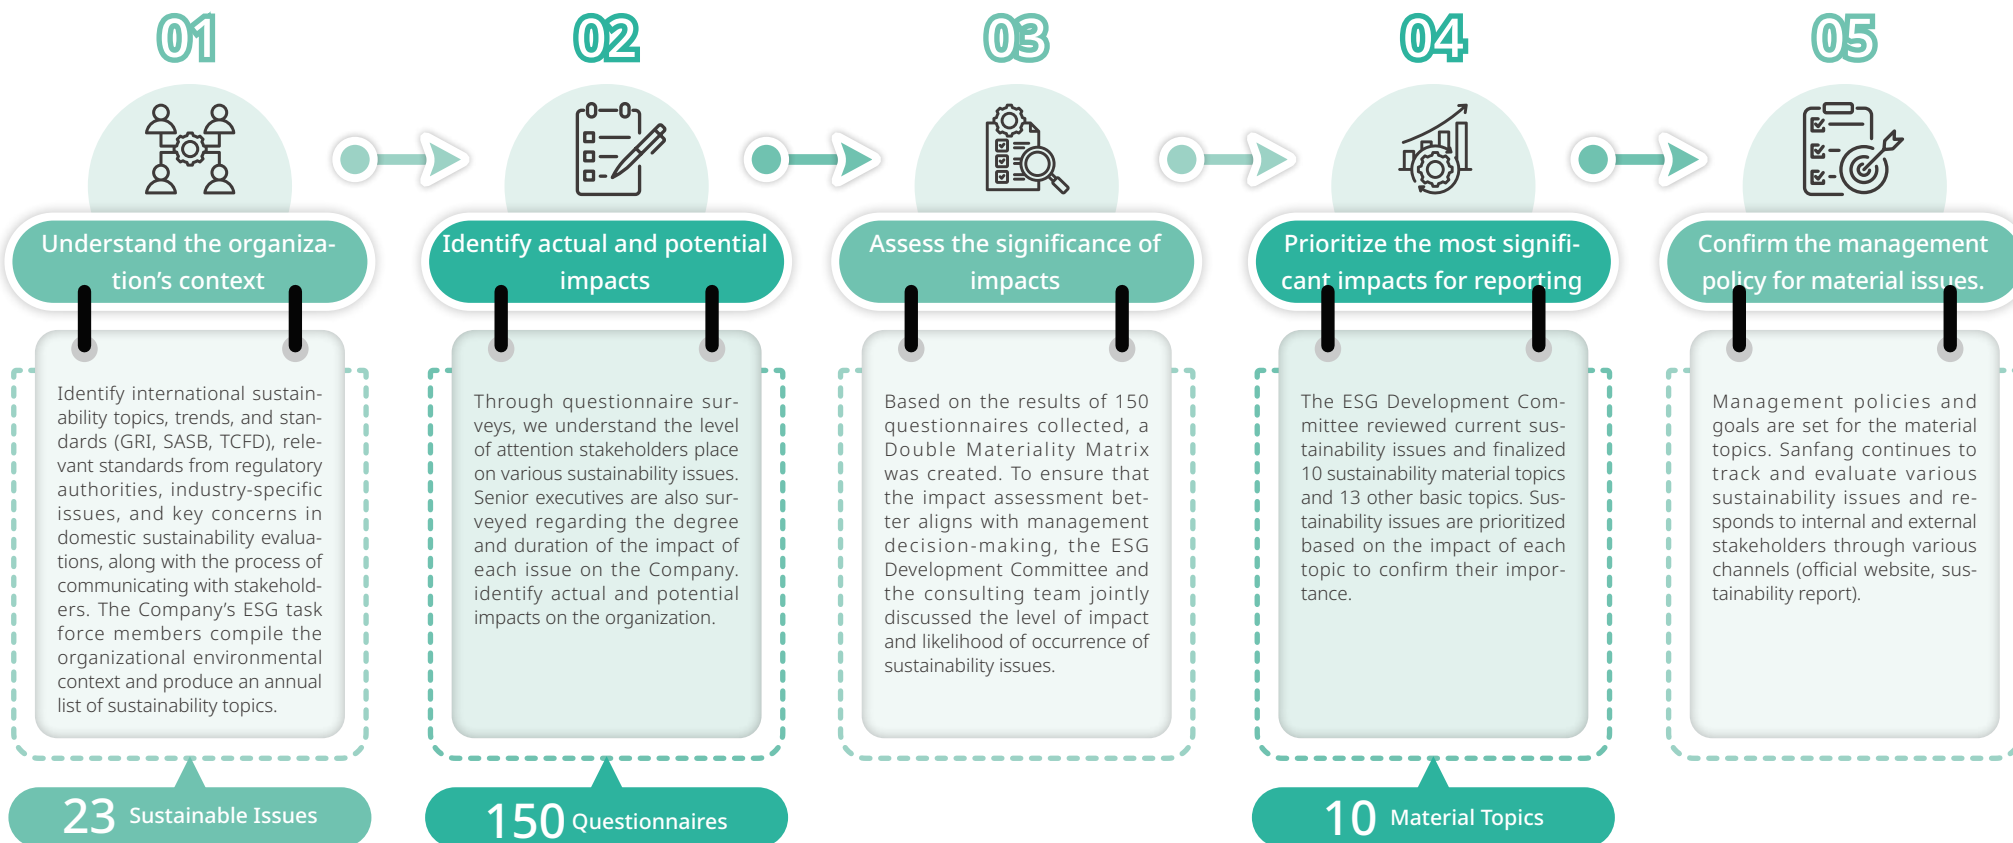 01
Understand the organiza-
tion's context
Identify international sustain-
ability topics, trends, and stan-
dards (GRI, SASB, TCFD), rele-
vant standards from regulatory
authorities, industry-specific
issues, and key concerns in
domestic sustainability evalua-
tions, along with the process of
communicating with stakehold-
ers. The Company's ESG task
force members compile the
organizational environmental
context and produce an annual
list of sustainability topics.
23 Sustainable Issues
02
Identify actual and potential
impacts
Through questionnaire sur-
veys, we understand the level
of attention stakeholders place
on various sustainability issues.
Senior executives are also sur-
veyed regarding the degree
and duration of the impact of
each issue on the Company.
identify actual and potential
impacts on the organization.
150 Questionnaires
03
Assess the significance of
impacts
Based on the results of 150
questionnaires collected, a
Double Materiality Matrix
was created. To ensure that
the impact assessment bet-
ter aligns with management
decision-making, the ESG
Development Committee and
the consulting team jointly
discussed the level of impact
and likelihood of occurrence of
sustainability issues.
04
Prioritize the most signifi-
cant impacts for reporting
The ESG Development Com-
mittee reviewed current sus-
tainability issues and finalized
10 sustainability material topics
and 13 other basic topics. Sus-
tainability issues are prioritized
based on the impact of each
topic to confirm their impor-
tance.
10 Material Topics
05
Confirm the management
policy for material issues.
Management policies and
goals are set for the material
topics. Sanfang continues to
track and evaluate various
sustainability issues and re-
sponds to internal and external
stakeholders through various
channels (official website, sus-
tainability report).